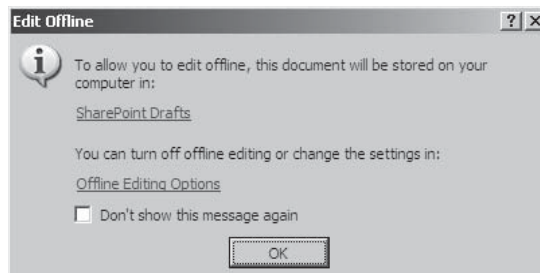 Edit Offline
To allow you to edit offline, this document will be stored on your
computer in:
SharePoint Drafts
You can turn off offline editing or change the settings in:
Offline Editing Options
Don't show this message again
OK